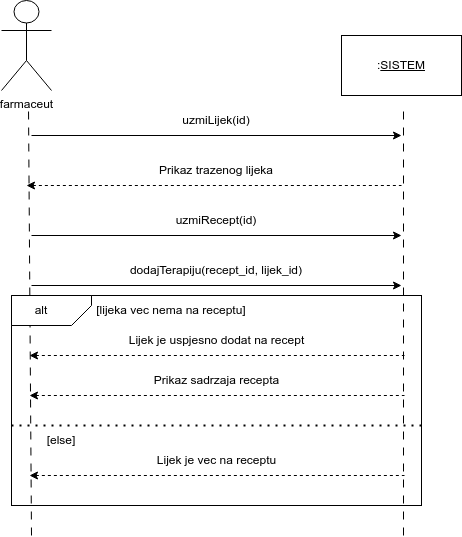 :SISTEM
farmaceut
uzmiLijek(id)
Prikaz trazenog lijeka
uzmiRecept(id)
dodajTerapiju(recept_id, lijek_id)
alt
[lijeka vec nema na receptu]
Lijek je uspjesno dodat na recept
Prikaz sadrzaja recepta
[else]
Lijek je vec na receptu